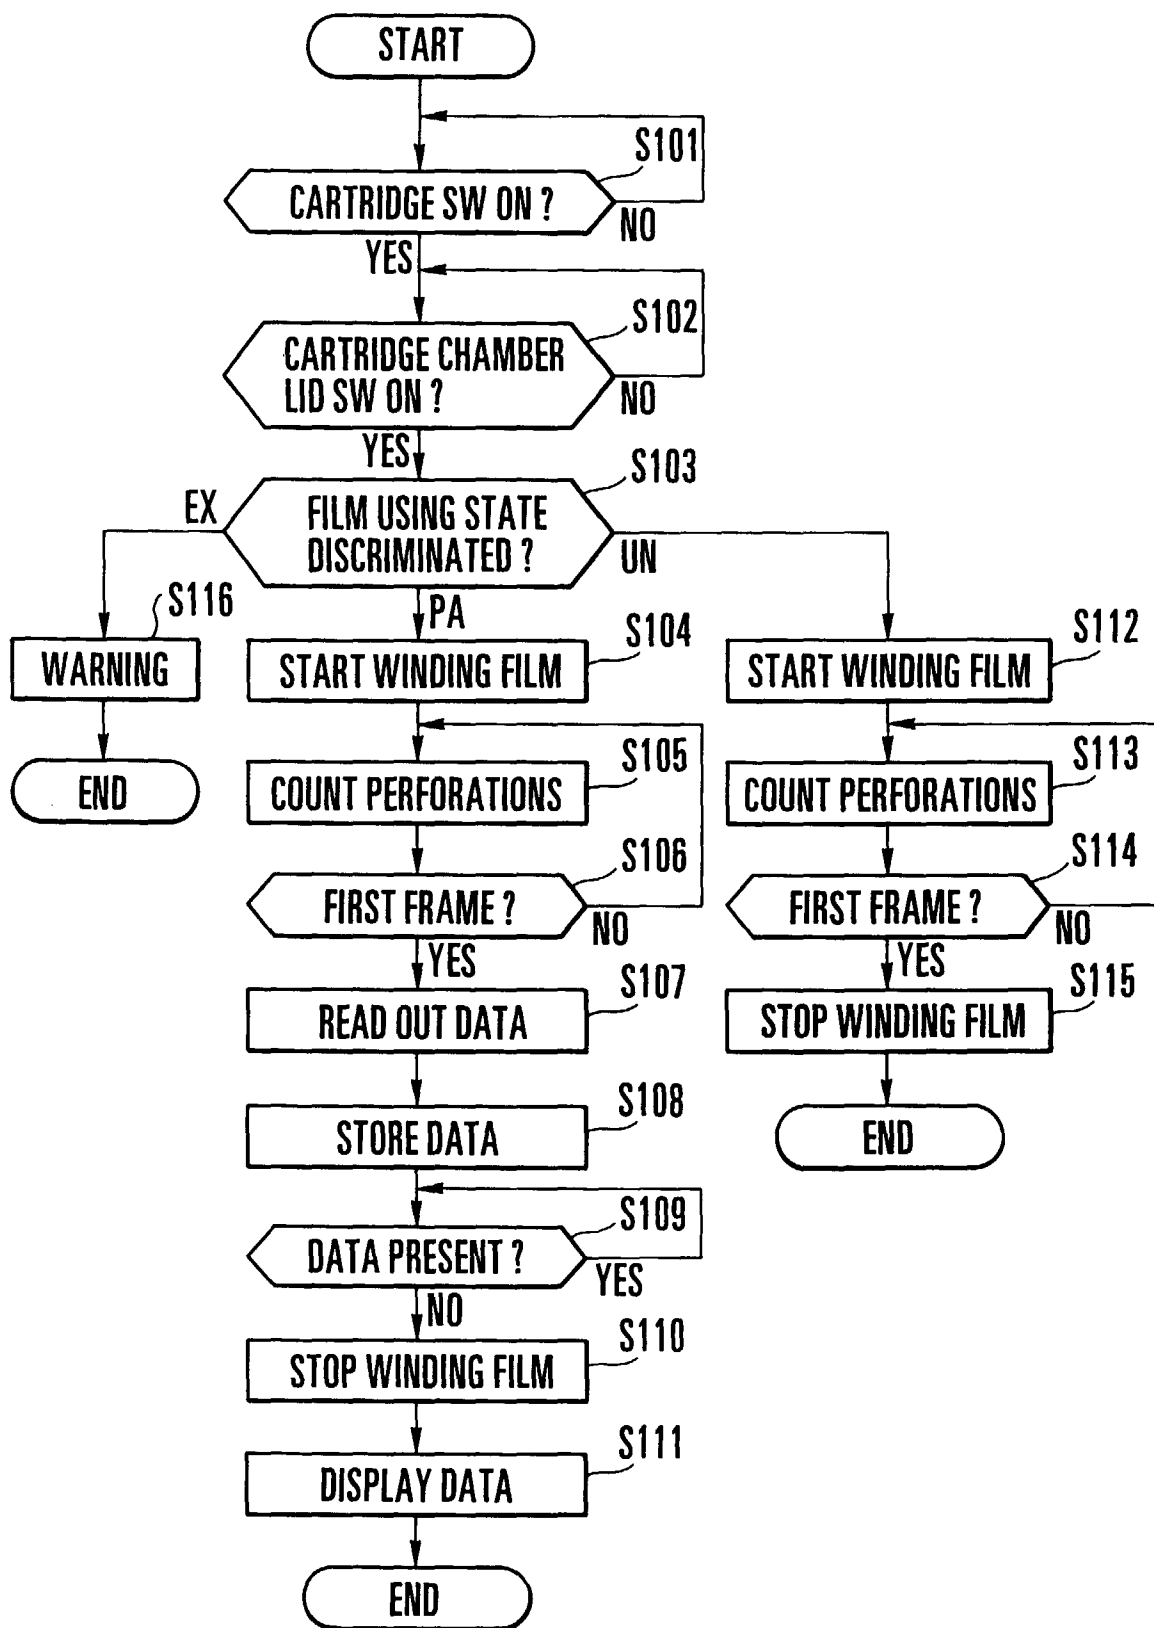 START
S101
CARTRIDGE SW ON ?
NO
YES
S102
CARTRIDGE CHAMBER
LID SW ON ?
NO
YES
S103
EX
FILM USING STATE
DISCRIMINATED ?
UN
PA
S116
WARNING
END
S104
START WINDING FILM
S105
COUNT PERFORATIONS
S106
FIRST FRAME ?
NO
YES
S107
READ OUT DATA
S108
STORE DATA
S109
DATA PRESENT ?
YES
NO
S110
STOP WINDING FILM
S111
DISPLAY DATA
END
S112
START WINDING FILM
S113
COUNT PERFORATIONS
S114
FIRST FRAME ?
NO
YES
S115
STOP WINDING FILM
END